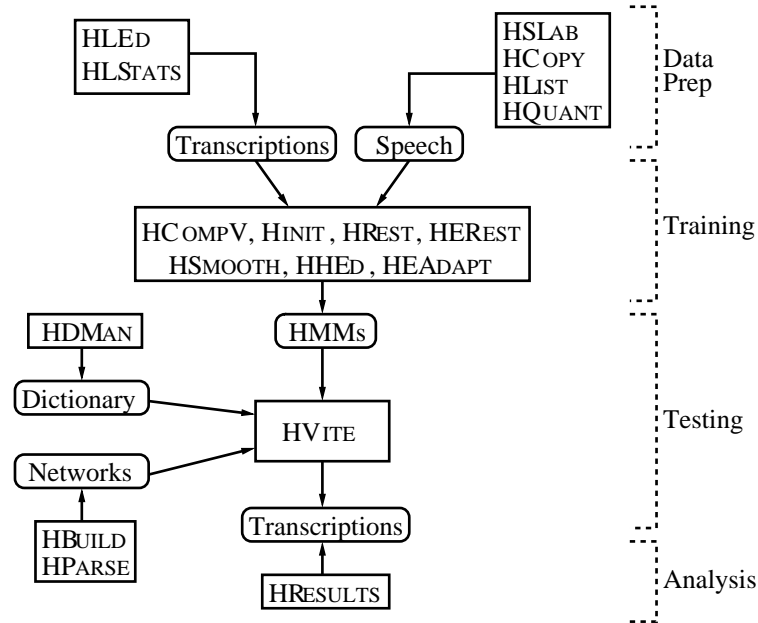 HLED
HLSTATS
HSLAB
HCOPY
HLIST
HQUANT
Data
Prep
Transcriptions
Speech
HCOMPV, HINIT, HREST, HEREST
HSMOOTH, HHED, HEADAPT
Training
HDMAN
HMMs
Dictionary
HVITE
Testing
Networks
HBUILD
HPARSE
Transcriptions
HRESULTS
Analysis